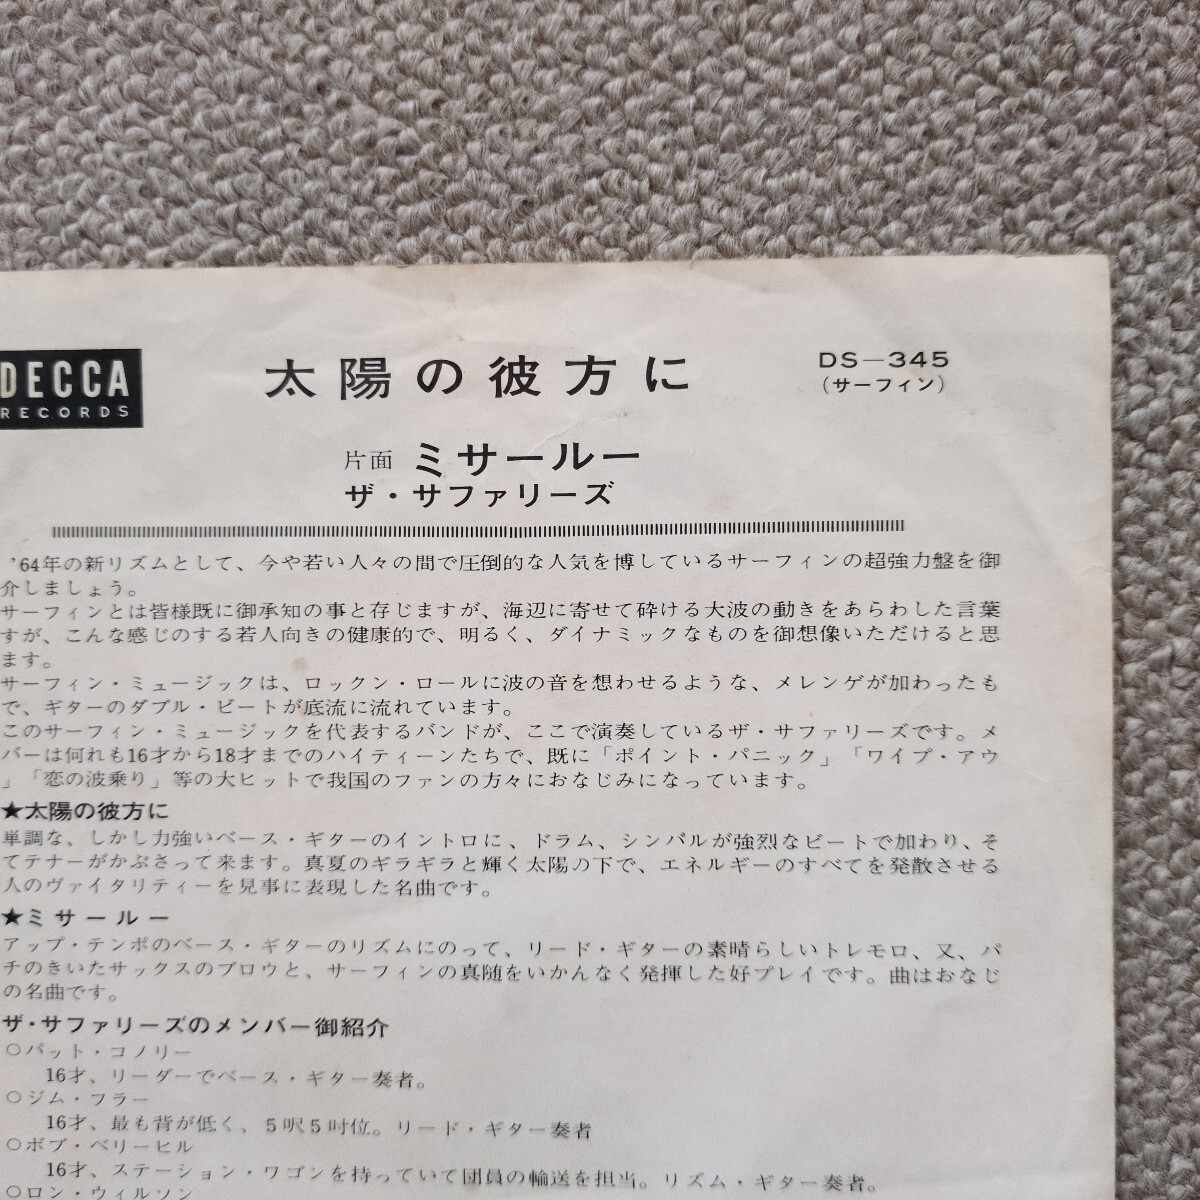 DECCA
RECORDS
太陽の彼方に
DS-345
(サーフィン)
片面 ミサールー
ザ・サファリーズ
'64年の新リズムとして、今や若い人々の間で圧倒的な人気を博しているサーフィンの超強力盤を御
介しましょう。
サーフィンとは皆様既に御承知の事と存じますが、海辺に寄せて砕ける大波の動きをあらわした言葉
すが、こんな感じのする若人向きの健康的で、明るく、ダイナミックなものを御想像いただけると思
ます。
サーフィン・ミュージックは、ロックン・ロールに波の音を想わせるような、メレンゲが加わったも
で、ギターのダブル・ビートが底流に流れています。
このサーフィン・ミュージックを代表するバンドが、ここで演奏しているザ・サファリーズです。メ
バーは何れも16才から18才までのハイティーンたちで、既に「ポイント・パニック」「ワイプ・アウ
」「恋の波乗り」等の大ヒットで我国のファンの方々におなじみになっています。
★太陽の彼方に
単調な、しかし力強いベース・ギターのイントロに、ドラム、シンバルが強烈なビートで加わり、そ
てテナーがかぶさって来ます。真夏のギラギラと輝く太陽の下で、エネルギーのすべてを発散させる
人のヴァイタリティーを見事に表現した名曲です。
★ミサールー
アップ・テンポのベース・ギターのリズムにのって、リード・ギターの素晴らしいトレモロ、又、パ
チのきいたサックスのブロウと、サーフィンの真随をいかんなく発揮した好プレイです。曲はおなじ
の名曲です。
ザ・サファリーズのメンバー御紹介
○パット・コノリー
16才、リーダーでベース・ギター奏者。
○ジム・フラー
16才、最も背が低く、5呎5吋位。リード・ギター奏者
○ボブ・ベリーヒル
16才、ステーション・ワゴンを持っていて団員の輸送を担当。リズム・ギター奏者。
○ロン・ウィルソン